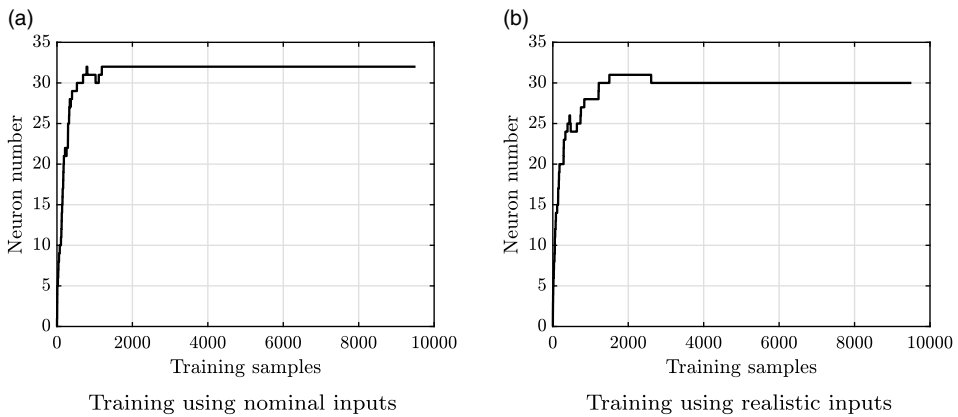 (a)
35
30
25
20
15
10
5
0
Neuron number
0 2000 4000 6000 8000 10000
Training samples
Training using nominal inputs
(b)
35
30
25
20
15
10
5
0
Neuron number
0 2000 4000 6000 8000 10000
Training samples
Training using realistic inputs